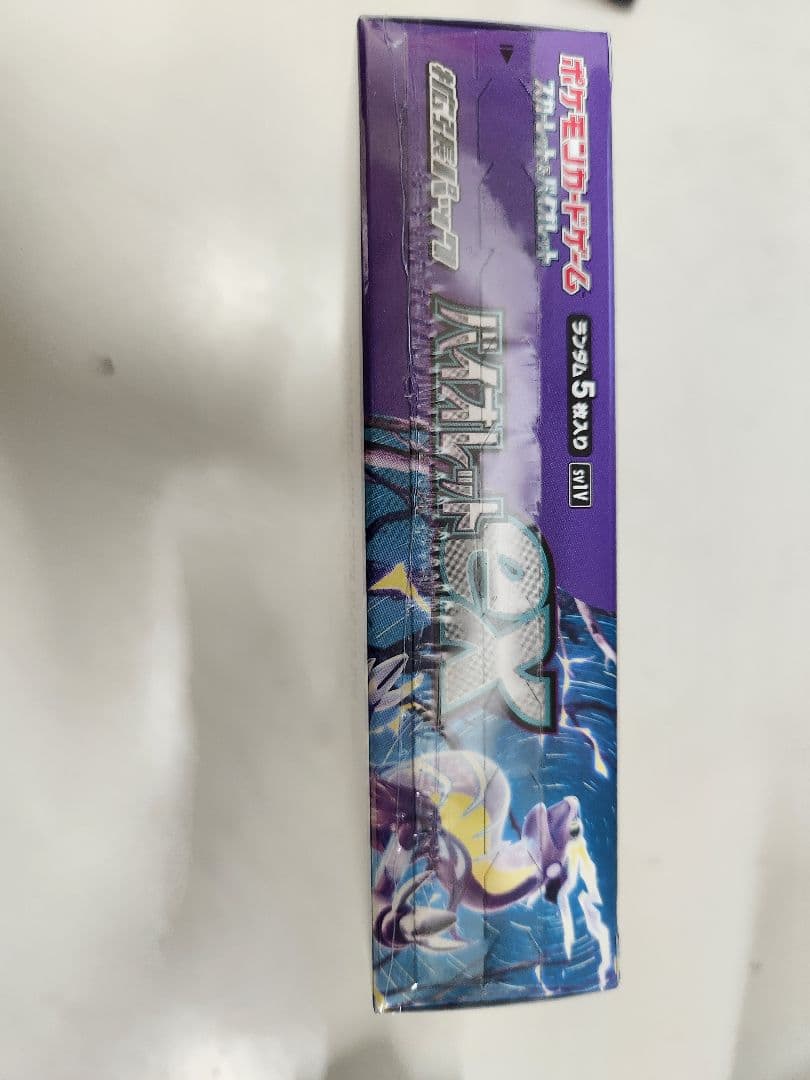 ポケモンカードゲーム
スカーレット&バイオレット
拡張パック
バイオレットex
ランダム5枚入り
SV1V